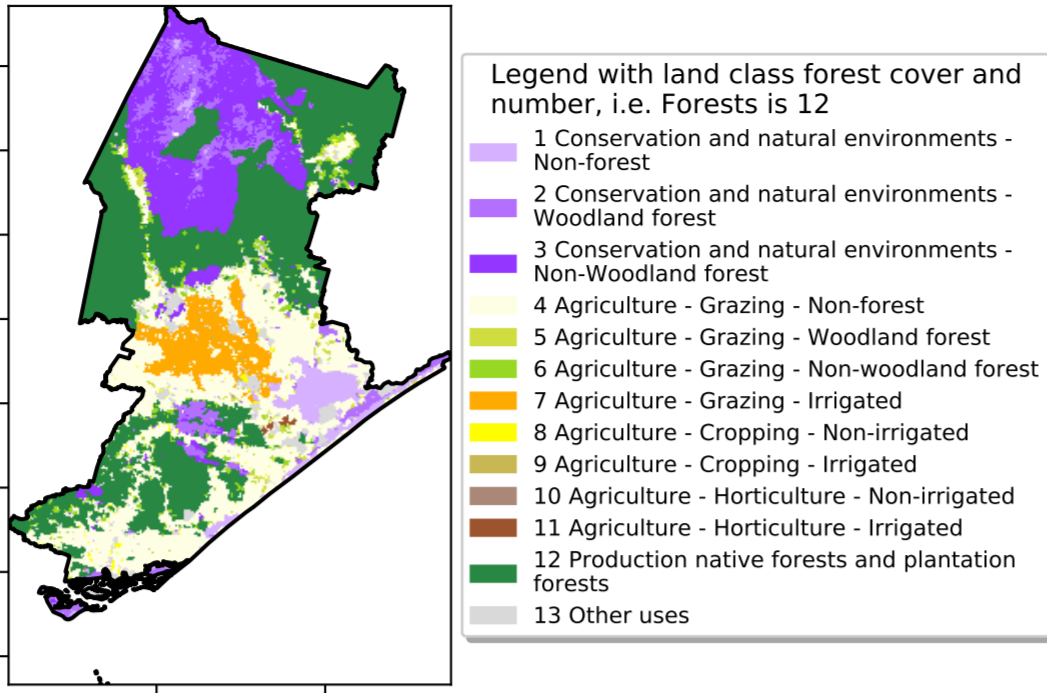 Legend with land class forest cover and
number, i.e. Forests is 12
1 Conservation and natural environments -
Non-forest
2 Conservation and natural environments -
Woodland forest
3 Conservation and natural environments -
Non-Woodland forest
4 Agriculture - Grazing - Non-forest
5 Agriculture - Grazing - Woodland forest
6 Agriculture - Grazing - Non-woodland forest
7 Agriculture - Grazing - Irrigated
8 Agriculture - Cropping - Non-irrigated
9 Agriculture - Cropping - Irrigated
10 Agriculture - Horticulture - Non-irrigated
11 Agriculture - Horticulture - Irrigated
12 Production native forests and plantation
forests
13 Other uses